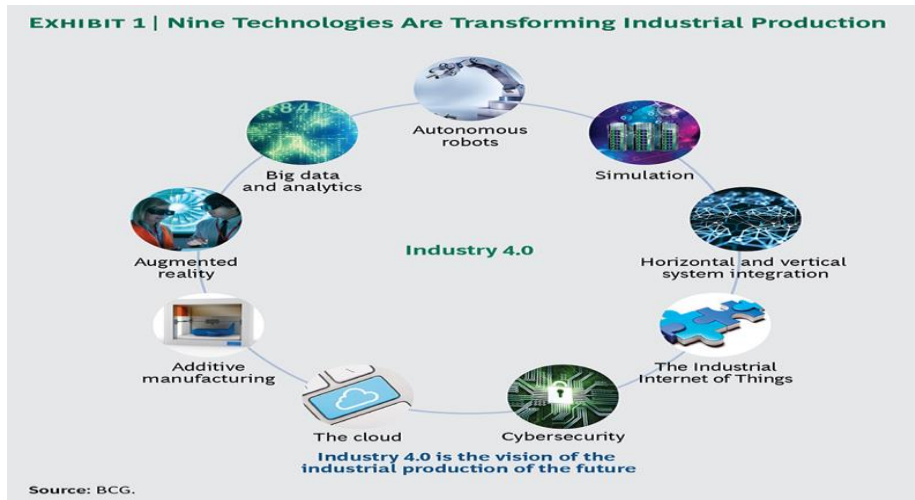 EXHIBIT 1 | Nine Technologies Are Transforming Industrial Production
Autonomous
robots
Simulation
Horizontal and vertical
system integration
The Industrial
Internet of Things
Cybersecurity
The cloud
Additive
manufacturing
Augmented
reality
Big data
and analytics
Industry 4.0
Industry 4.0 is the vision of the
industrial production of the future
Source: BCG.